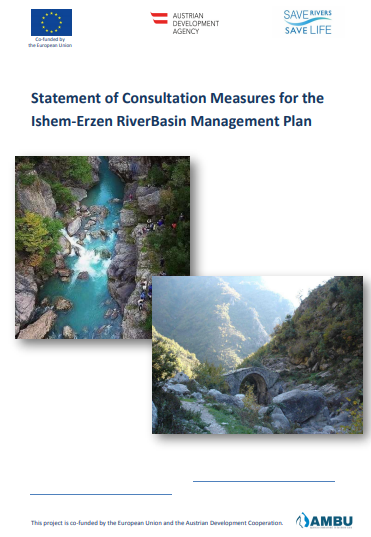 Co-funded by
the European Union
AUSTRIAN
DEVELOPMENT
AGENCY
SAVE RIVERS
SAVE LIFE
Statement of Consultation Measures for the
Ishem-Erzen RiverBasin Management Plan
This project is co-funded by the European Union and the Austrian Development Cooperation.
AMBU